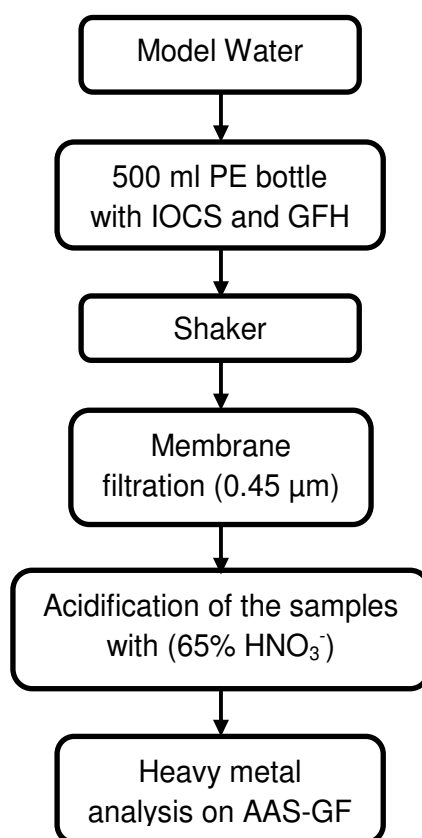 Model Water
500 ml PE bottle
with IOCS and GFH
Shaker
Membrane
filtration (0.45 µm)
Acidification of the samples
with (65% HNO₃⁻)
Heavy metal
analysis on AAS-GF